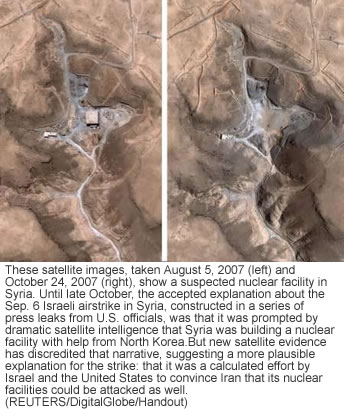 These satellite images, taken August 5, 2007 (left) and
October 24, 2007 (right), show a suspected nuclear facility in
Syria. Until late October, the accepted explanation about the
Sep. 6 Israeli airstrike in Syria, constructed in a series of
press leaks from U.S. officials, was that it was prompted by
dramatic satellite intelligence that Syria was building a nuclear
facility with help from North Korea.But new satellite evidence
has discredited that narrative, suggesting a more plausible
explanation for the strike: that it was a calculated effort by
Israel and the United States to convince Iran that its nuclear
facilities could be attacked as well.
(REUTERS/DigitalGlobe/Handout)